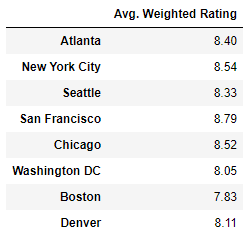 Avg. Weighted Rating
Atlanta 8.40
New York City 8.54
Seattle 8.33
San Francisco 8.79
Chicago 8.52
Washington DC 8.05
Boston 7.83
Denver 8.11